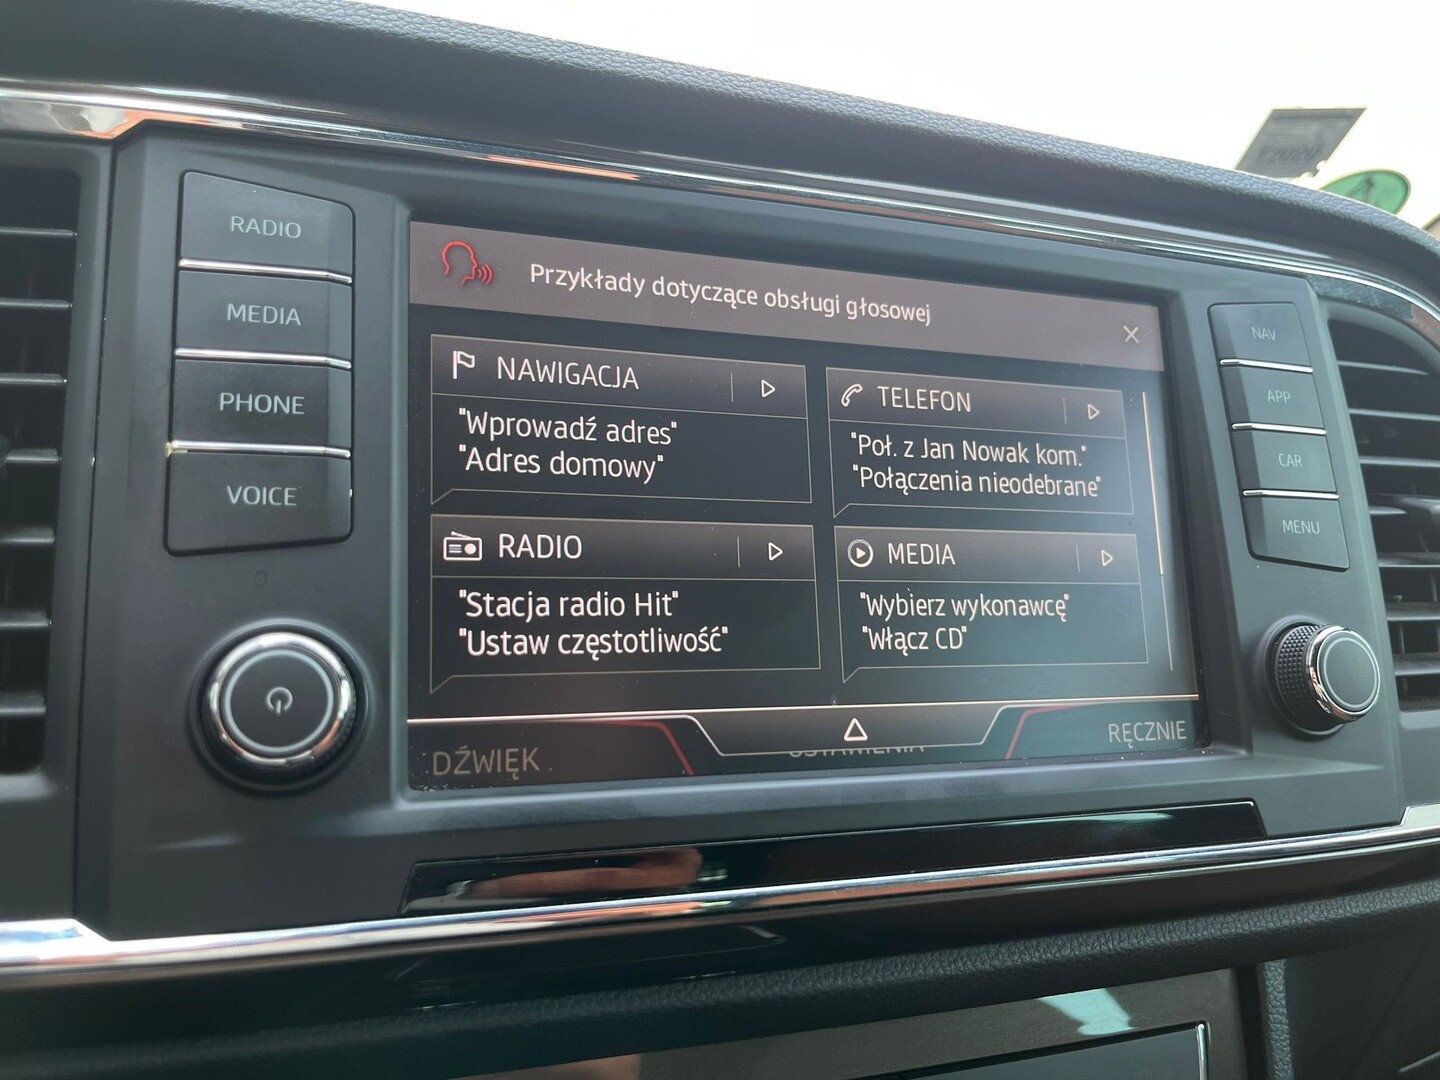 RADIO
MEDIA
PHONE
VOICE
Przykłady dotyczące obsługi głosowej
NAWIGACJA
"Wprowadź adres"
"Adres domowy"
TELEFON
"Poł. z Jan Nowak kom."
"Połączenia nieodebrane"
RADIO
"Stacja radio Hit"
"Ustaw częstotliwość"
MEDIA
"Wybierz wykonawcę"
"Włącz CD"
DŹWIĘK
USTAWIENIA
RĘCZNIE
NAV
APP
CAR
MENU